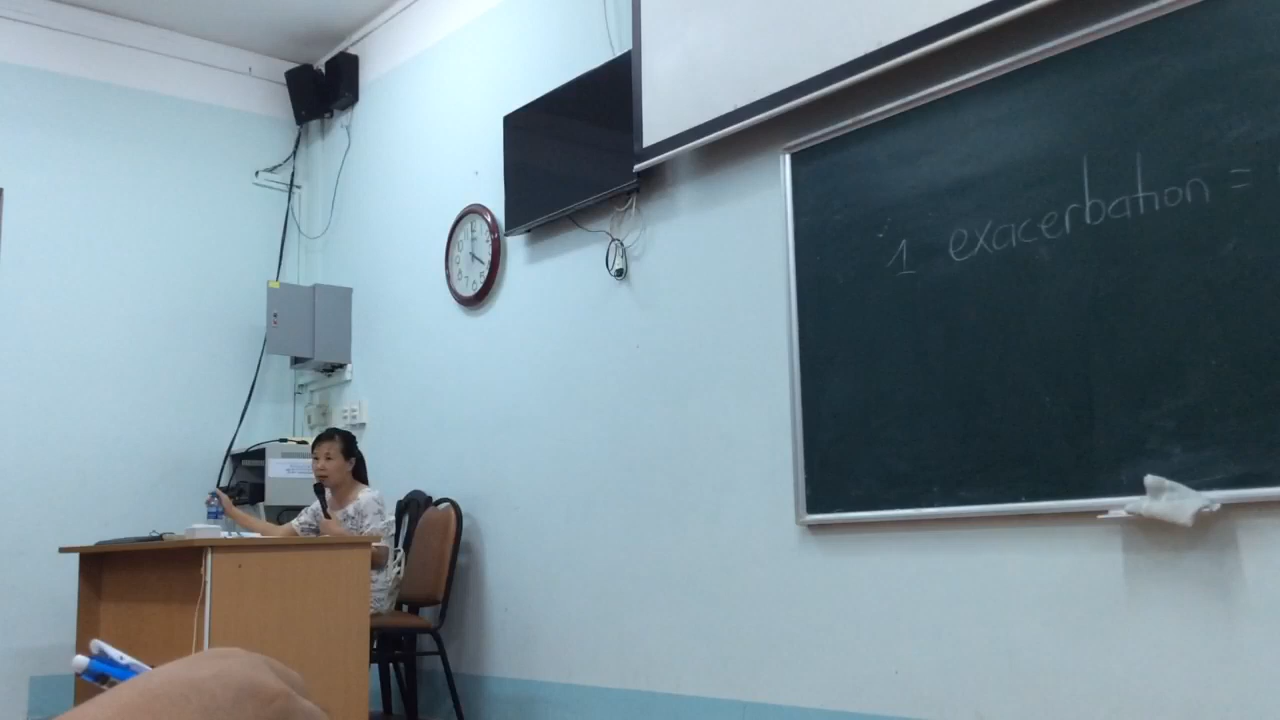 1 exacerbation =